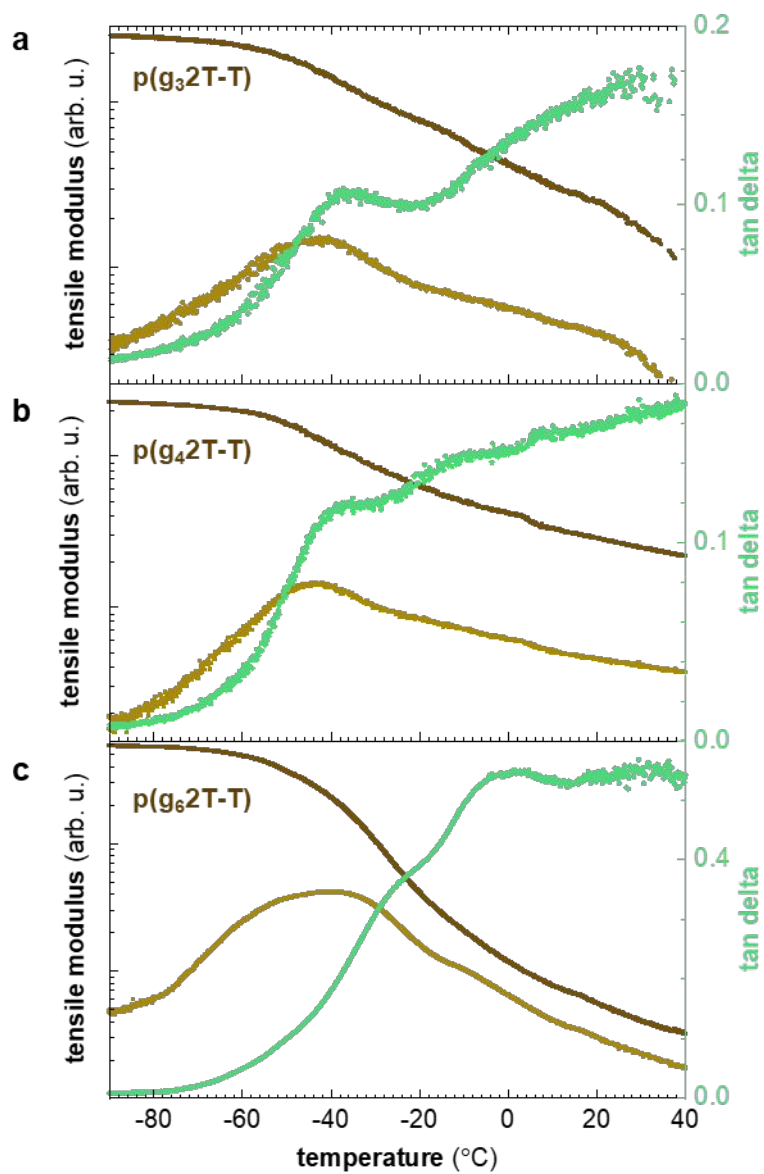 a
p(g₃2T-T)
tensile modulus (arb. u.)
0.2
0.1
0.0
tan delta
b
p(g₄2T-T)
tensile modulus (arb. u.)
0.1
0.0
tan delta
c
p(g₆2T-T)
tensile modulus (arb. u.)
0.4
0.0
tan delta
-80 -60 -40 -20 0 20 40
temperature (°C)